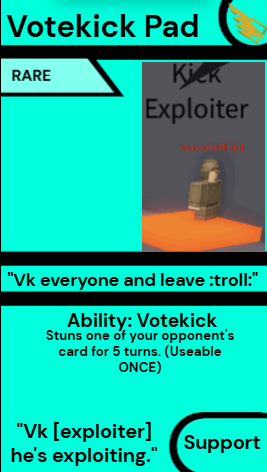 Votekick Pad
RARE
Kick
Exploiter
"Vk everyone and leave :troll:"
Ability: Votekick
Stuns one of your opponent's
card for 5 turns. (Useable
ONCE)
"Vk [exploiter]
he's exploiting."
Support